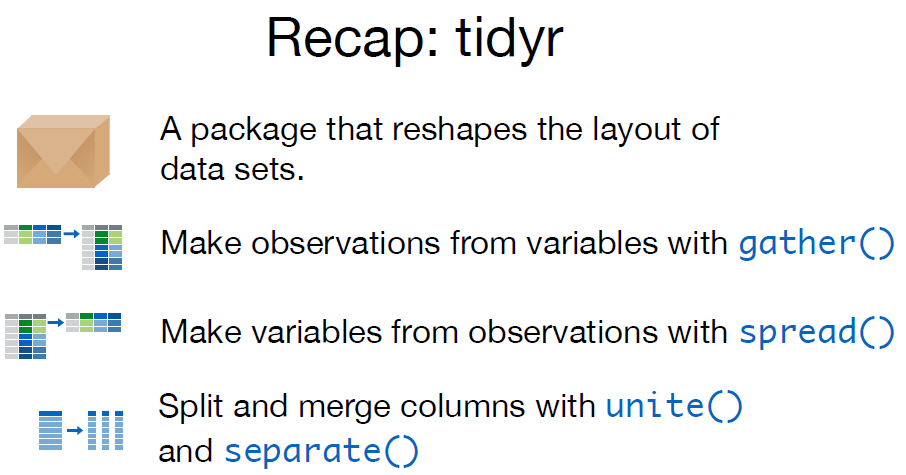 Recap: tidyr
A package that reshapes the layout of
data sets.
Make observations from variables with gather()
Make variables from observations with spread()
Split and merge columns with unite()
and separate()